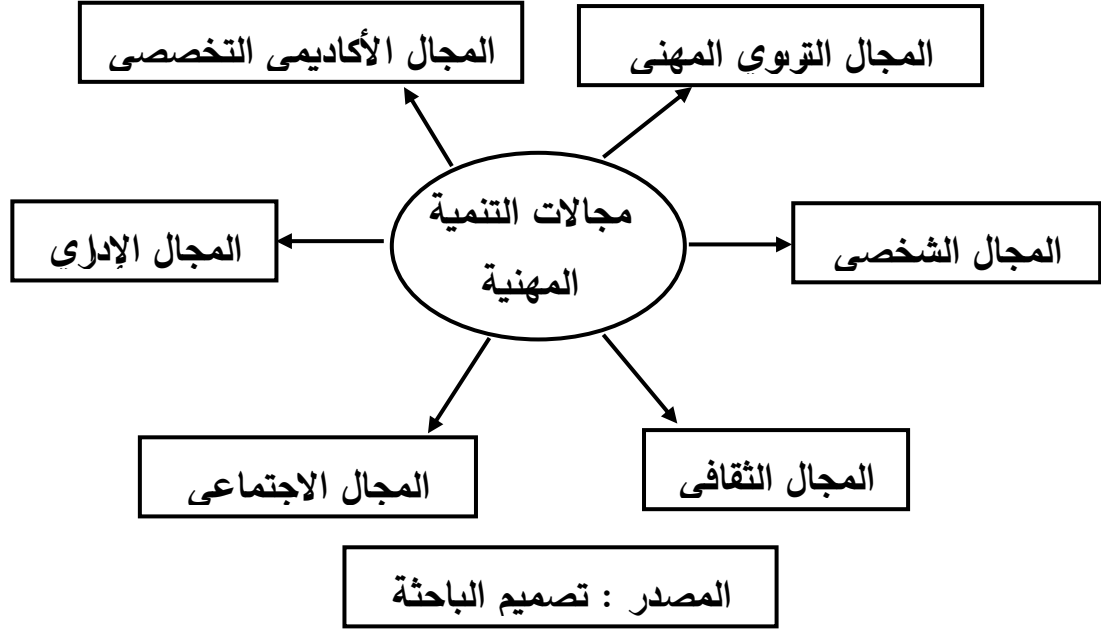 المجال التربوي المهنى
المجال الأكاديمى التخصصى
مجالات التنمية
المهنية
المجال الشخصى
المجال الإدارى
المجال الثقافى
المجال الاجتماعى
المصدر : تصميم الباحثة